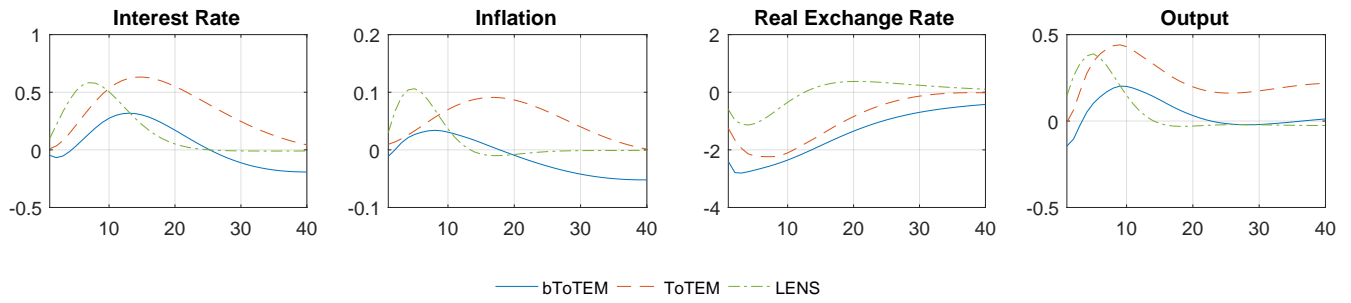 Interest Rate
1
0.5
0
-0.5
10 20 30 40
Inflation
0.2
0.1
0
-0.1
10 20 30 40
Real Exchange Rate
2
0
-2
-4
10 20 30 40
Output
0.5
0
-0.5
10 20 30 40
bToTEM ToTEM LENS